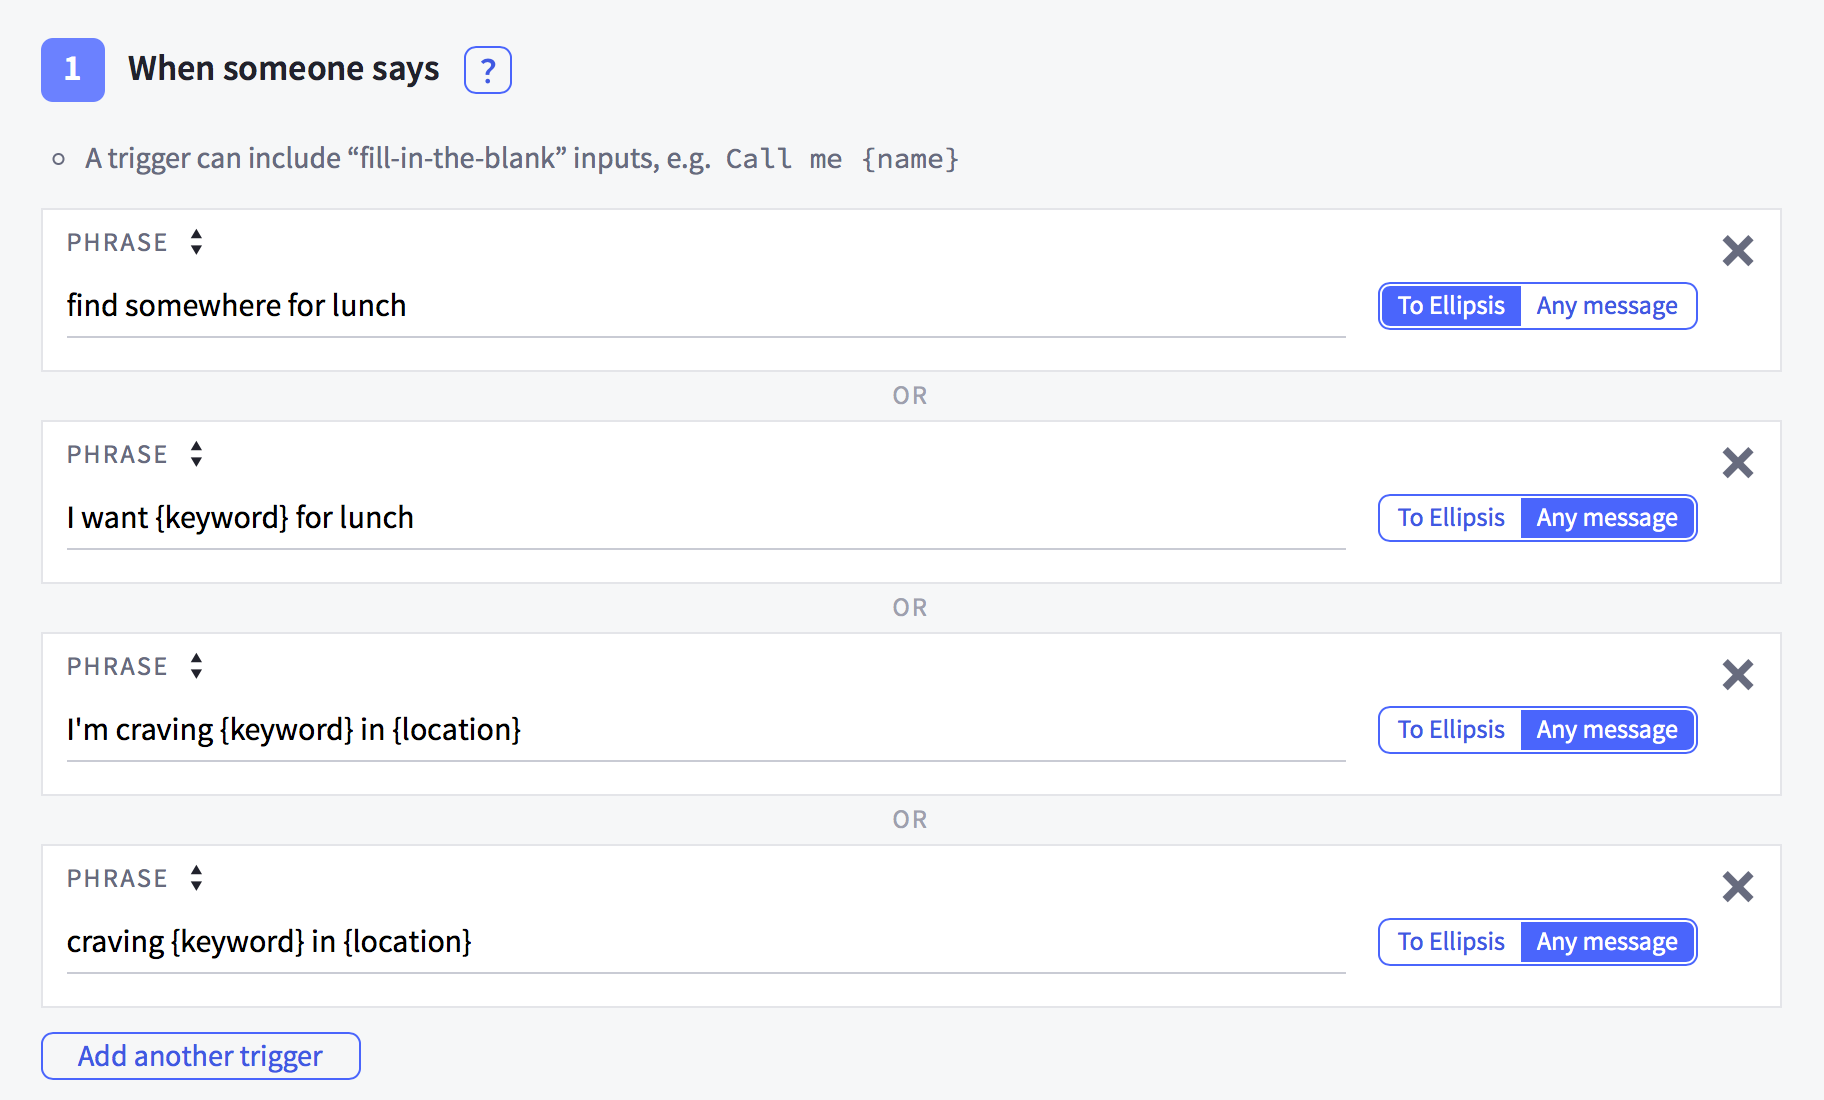 1 When someone says ?
A trigger can include “fill-in-the-blank” inputs, e.g. Call me {name}
PHRASE
find somewhere for lunch
To Ellipsis Any message
OR
PHRASE
I want {keyword} for lunch
To Ellipsis Any message
OR
PHRASE
I'm craving {keyword} in {location}
To Ellipsis Any message
OR
PHRASE
craving {keyword} in {location}
To Ellipsis Any message
Add another trigger